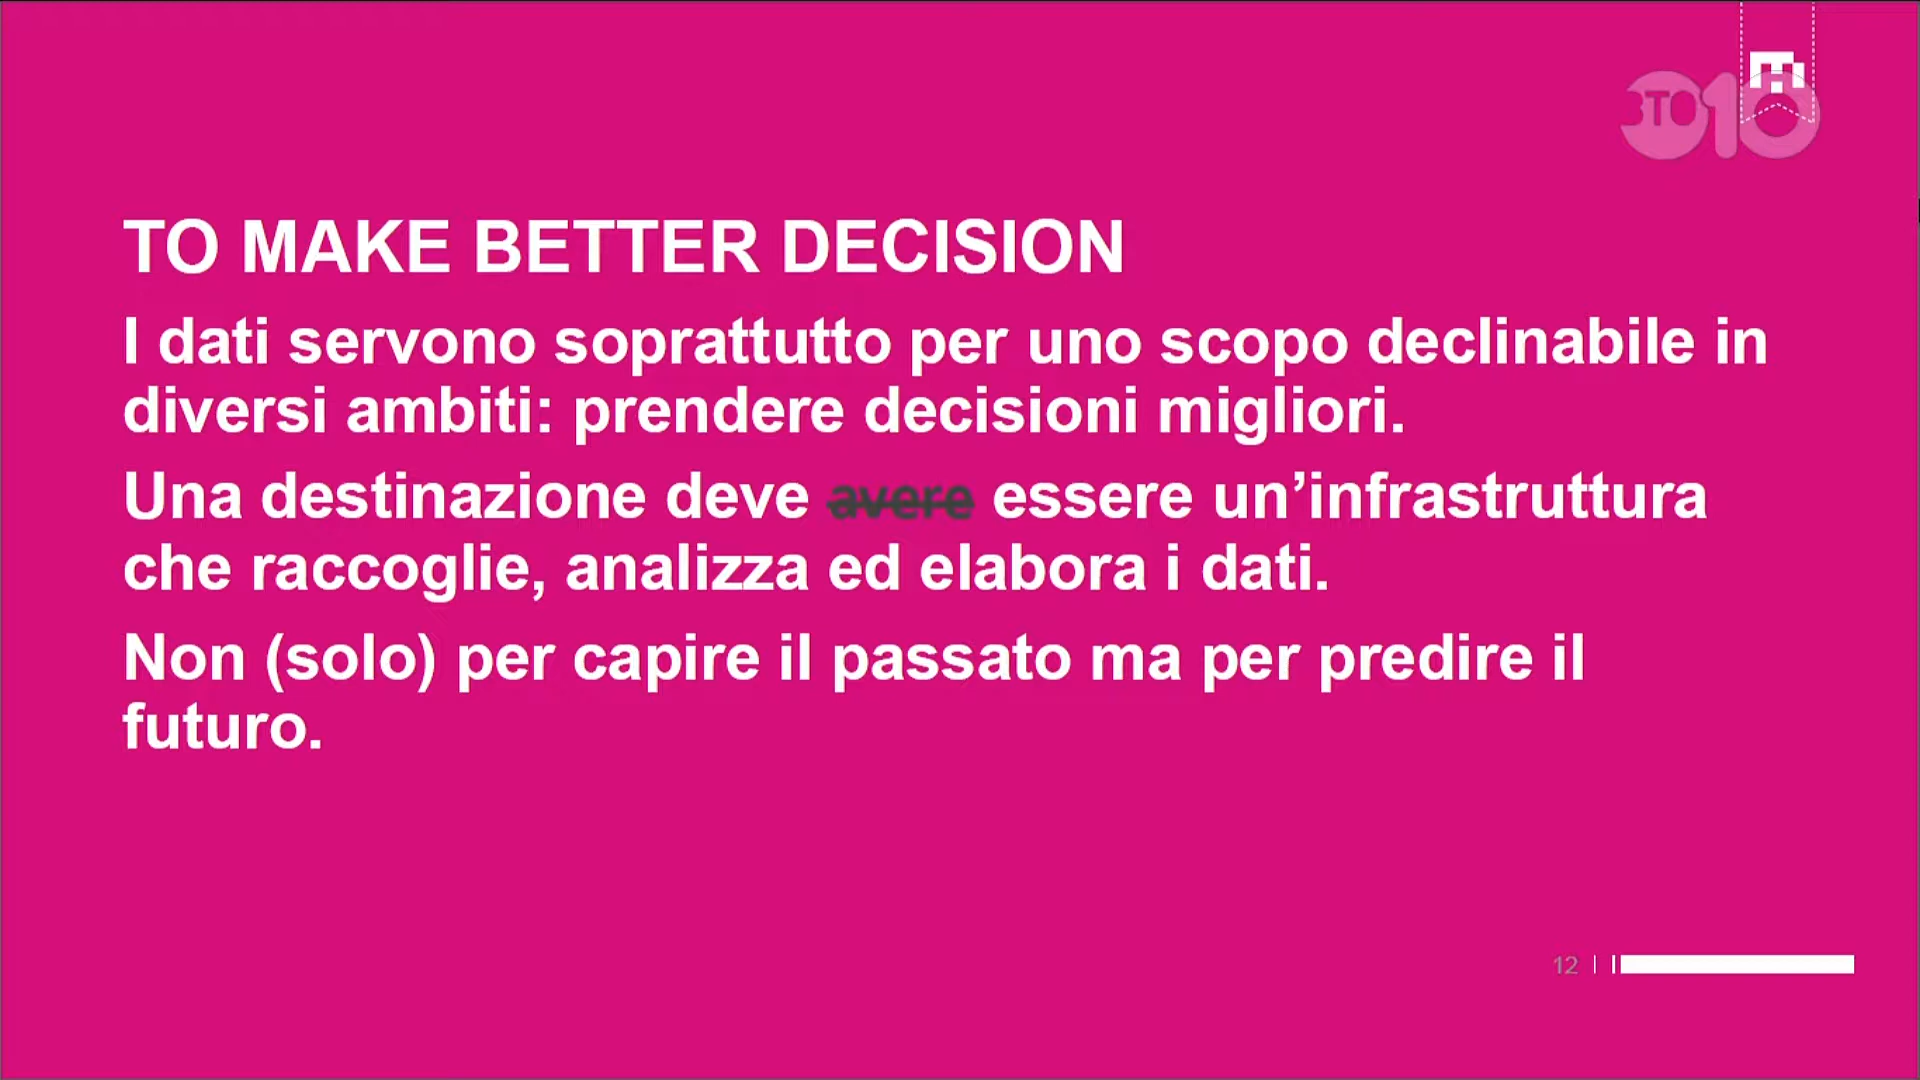 BTO10
TO MAKE BETTER DECISION
I dati servono soprattutto per uno scopo declinabile in
diversi ambiti: prendere decisioni migliori.
Una destinazione deve avere essere un’infrastruttura
che raccoglie, analizza ed elabora i dati.
Non (solo) per capire il passato ma per predire il
futuro.
12